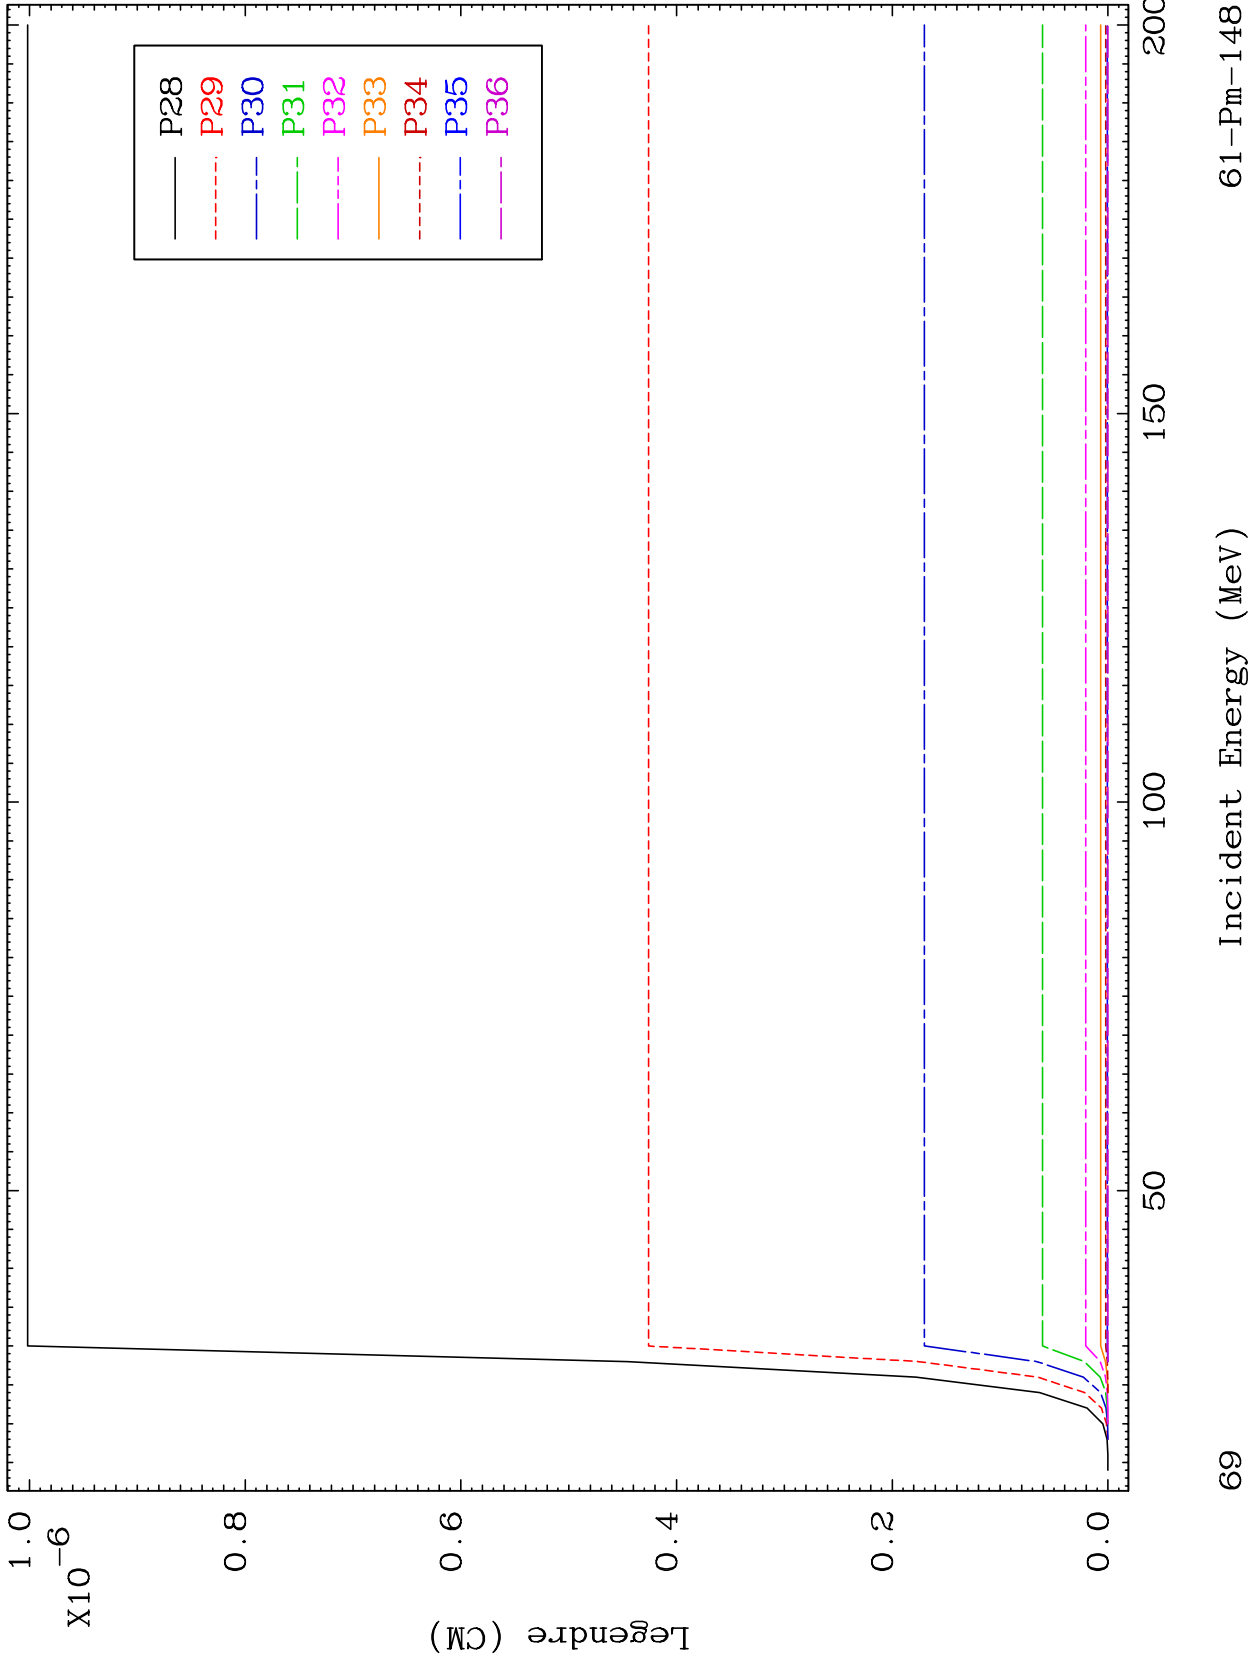 1.0
X10^-6
0.8
0.6
0.4
0.2
0.0
Legendre (CM)
P28
P29
P30
P31
P32
P33
P34
P35
P36
50
100
150
200
Incident Energy (MeV)
69
61-Pm-148